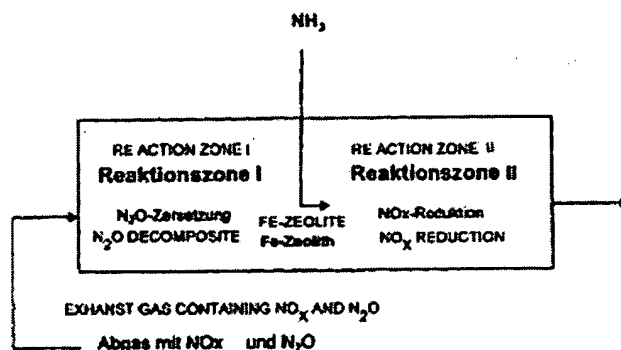 NH₃
RE ACTION ZONE I
Reaktionszone I
N₂O-Zersetzung
N₂O DECOMPOSITE
FE-ZEOLITE
Fe-Zeolith
RE ACTION ZONE II
Reaktionszone II
NOx-Reduktion
NOX REDUCTION
EXHANST GAS CONTAINING NOX AND N₂O
Abgas mit NOx und N₂O